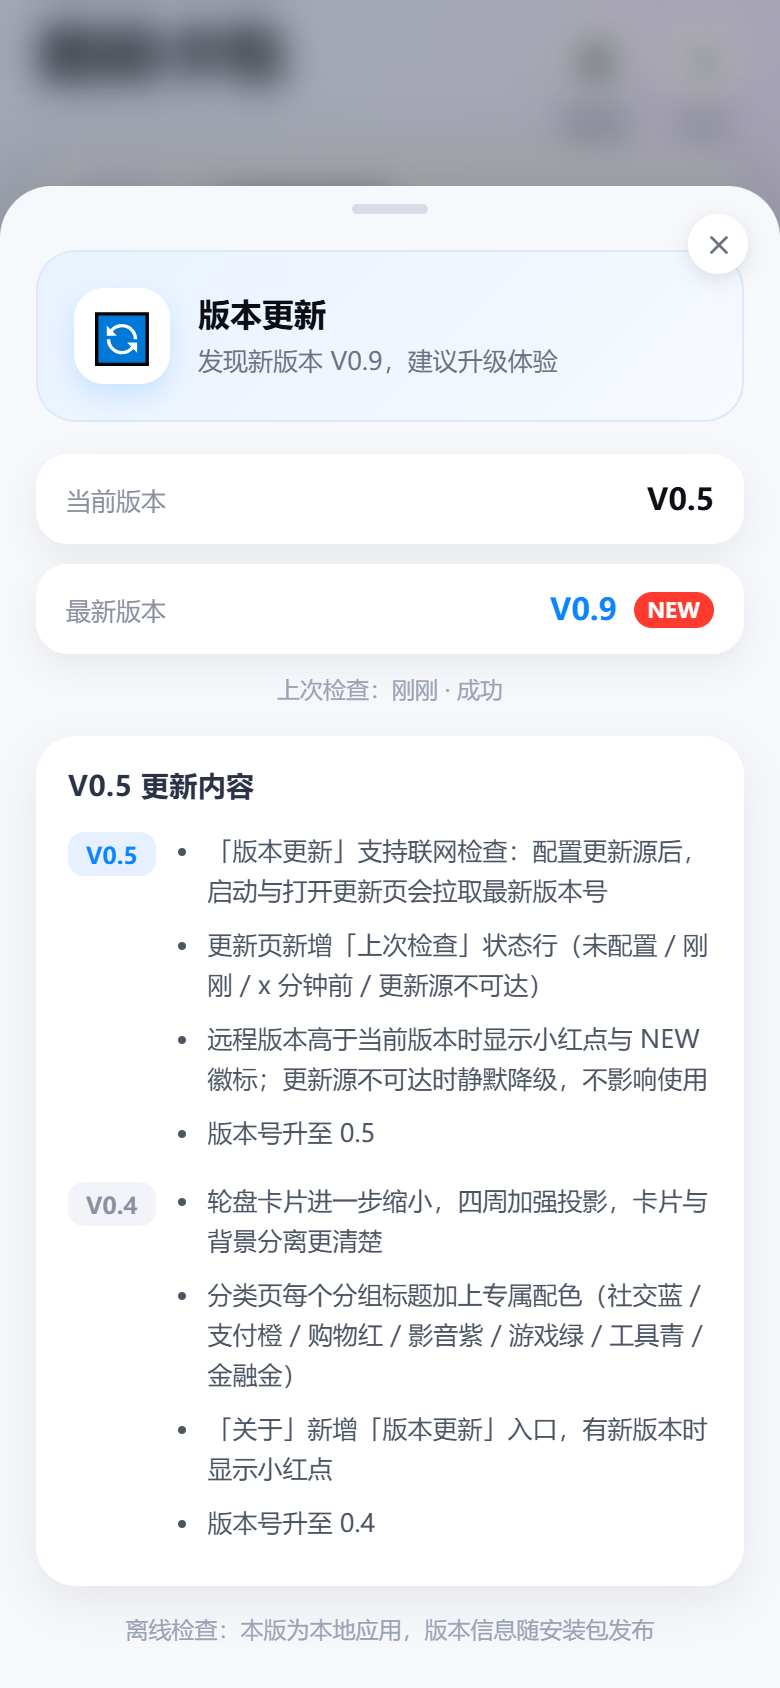 版本更新
发现新版本 V0.9，建议升级体验
当前版本
V0.5
最新版本
V0.9 NEW
上次检查：刚刚 · 成功
V0.5 更新内容
V0.5
• 「版本更新」支持联网检查：配置更新源后，
启动与打开更新页会拉取最新版本号
• 更新页新增「上次检查」状态行（未配置 / 刚
刚 / x 分钟前 / 更新源不可达）
• 远程版本高于当前版本时显示小红点与 NEW
徽标；更新源不可达时静默降级，不影响使用
• 版本号升至 0.5
V0.4
• 轮盘卡片进一步缩小，四周加强投影，卡片与
背景分离更清楚
• 分类页每个分组标题加上专属配色（社交蓝 /
支付橙 / 购物红 / 影音紫 / 游戏绿 / 工具青 /
金融金）
• 「关于」新增「版本更新」入口，有新版本时
显示小红点
• 版本号升至 0.4
离线检查：本版为本地应用，版本信息随安装包发布